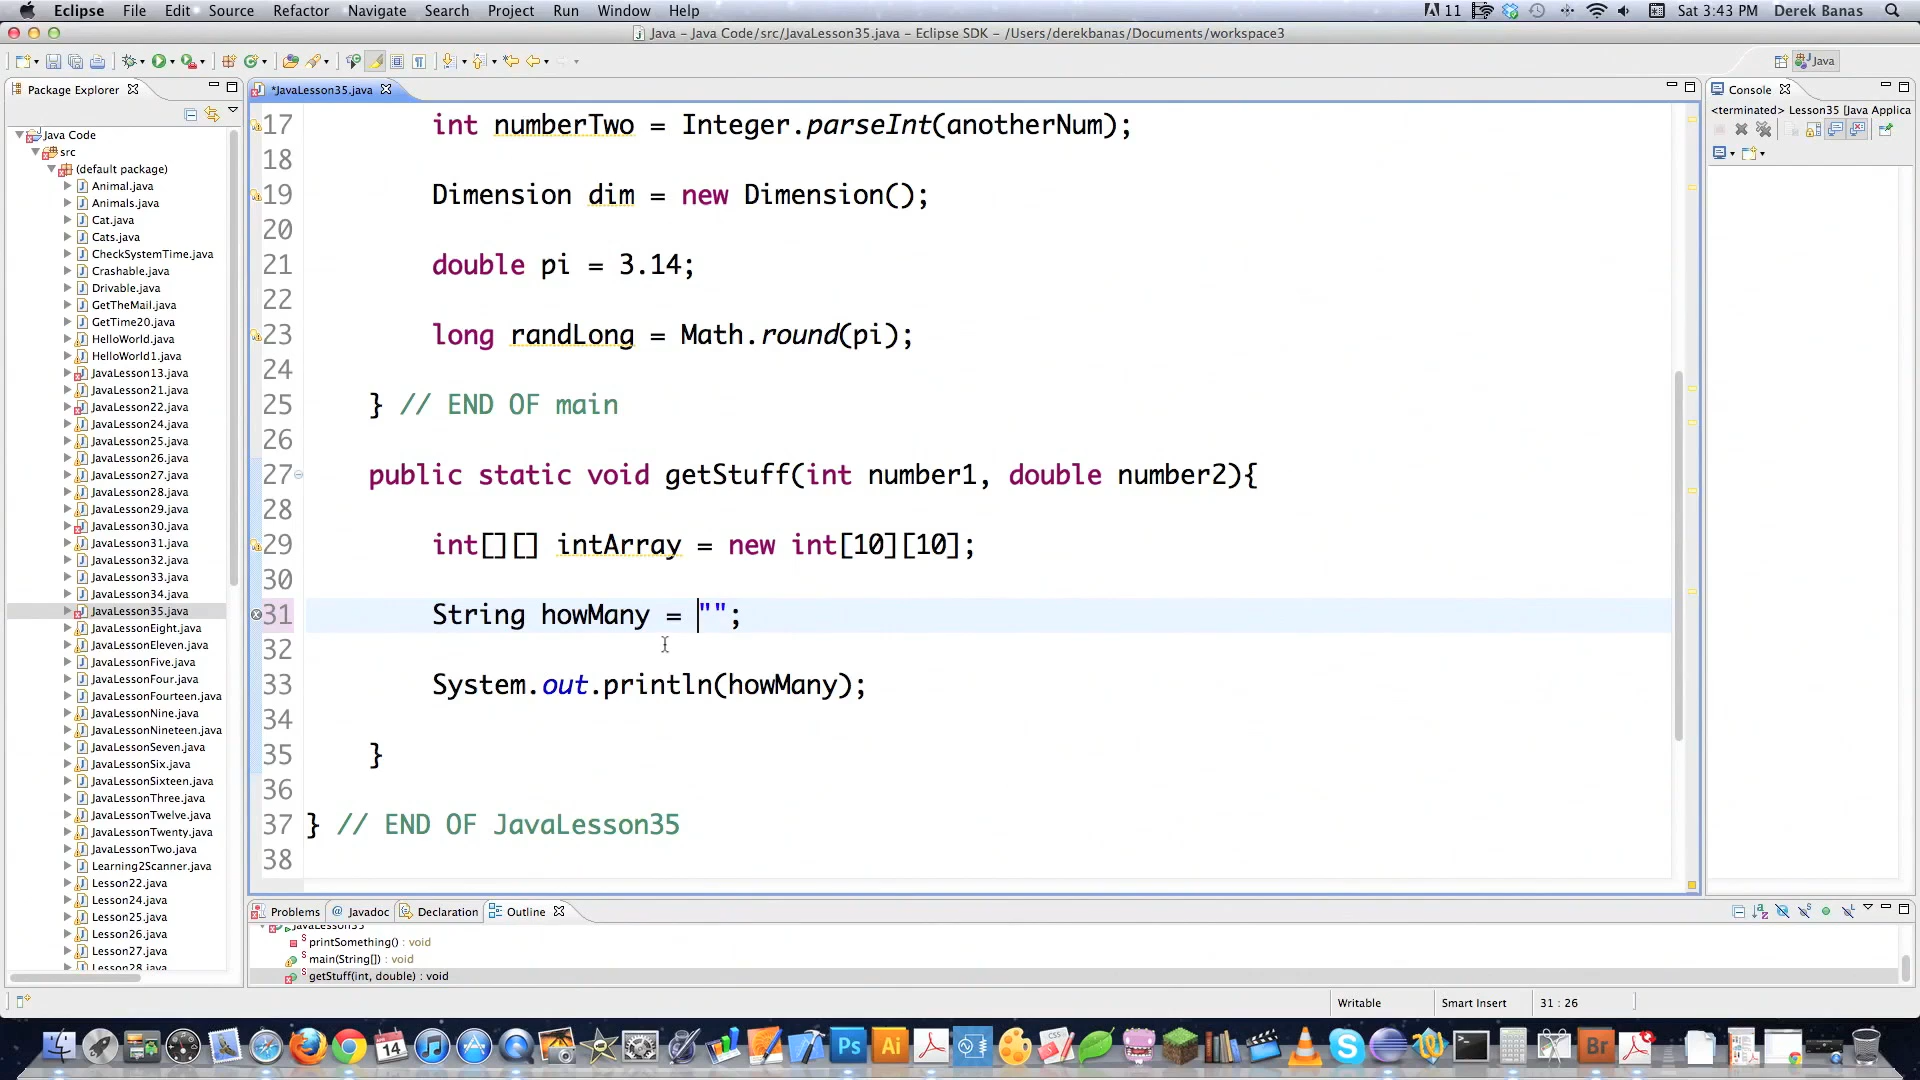 Eclipse File Edit Source Refactor Navigate Search Project Run Window Help 11 Sat 3:43 PM Derek Banas
Java – Java Code/src/JavaLesson35.java – Eclipse SDK – /Users/derekbanas/Documents/workspace3
Java
Package Explorer
*JavaLesson35.java
Console
<terminated> Lesson35 [Java Applica
Java Code
src
(default package)
Animal.java
Animals.java
Cat.java
Cats.java
CheckSystemTime.java
Crashable.java
Drivable.java
GetTheMail.java
GetTime20.java
HelloWorld.java
HelloWorld1.java
JavaLesson13.java
JavaLesson21.java
JavaLesson22.java
JavaLesson24.java
JavaLesson25.java
JavaLesson26.java
JavaLesson27.java
JavaLesson28.java
JavaLesson29.java
JavaLesson30.java
JavaLesson31.java
JavaLesson32.java
JavaLesson33.java
JavaLesson34.java
JavaLesson35.java
JavaLessonEight.java
JavaLessonEleven.java
JavaLessonFive.java
JavaLessonFour.java
JavaLessonFourteen.java
JavaLessonNine.java
JavaLessonNineteen.java
JavaLessonSeven.java
JavaLessonSix.java
JavaLessonSixteen.java
JavaLessonThree.java
JavaLessonTwelve.java
JavaLessonTwenty.java
JavaLessonTwo.java
Learning2Scanner.java
Lesson22.java
Lesson24.java
Lesson25.java
Lesson26.java
Lesson27.java
Lesson28.java
17 int numberTwo = Integer.parseInt(anotherNum);
18
19 Dimension dim = new Dimension();
20
21 double pi = 3.14;
22
23 long randLong = Math.round(pi);
24
25 } // END OF main
26
27 public static void getStuff(int number1, double number2){
28
29 int[][] intArray = new int[10][10];
30
31 String howMany = "";
32
33 System.out.println(howMany);
34
35 }
36
37 } // END OF JavaLesson35
38
Problems @ Javadoc Declaration Outline
JavaLesson35
printSomething() : void
main(String[]) : void
getStuff(int, double) : void
Writable Smart Insert 31 : 26
14 Ps Ai Br